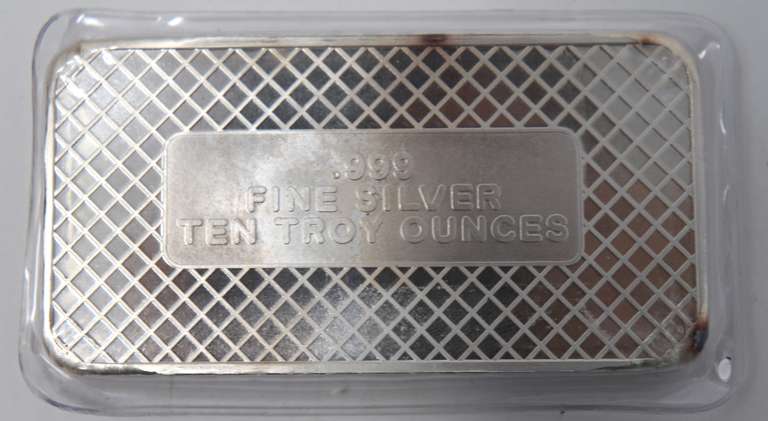 .999
FINE SILVER
TEN TROY OUNCES